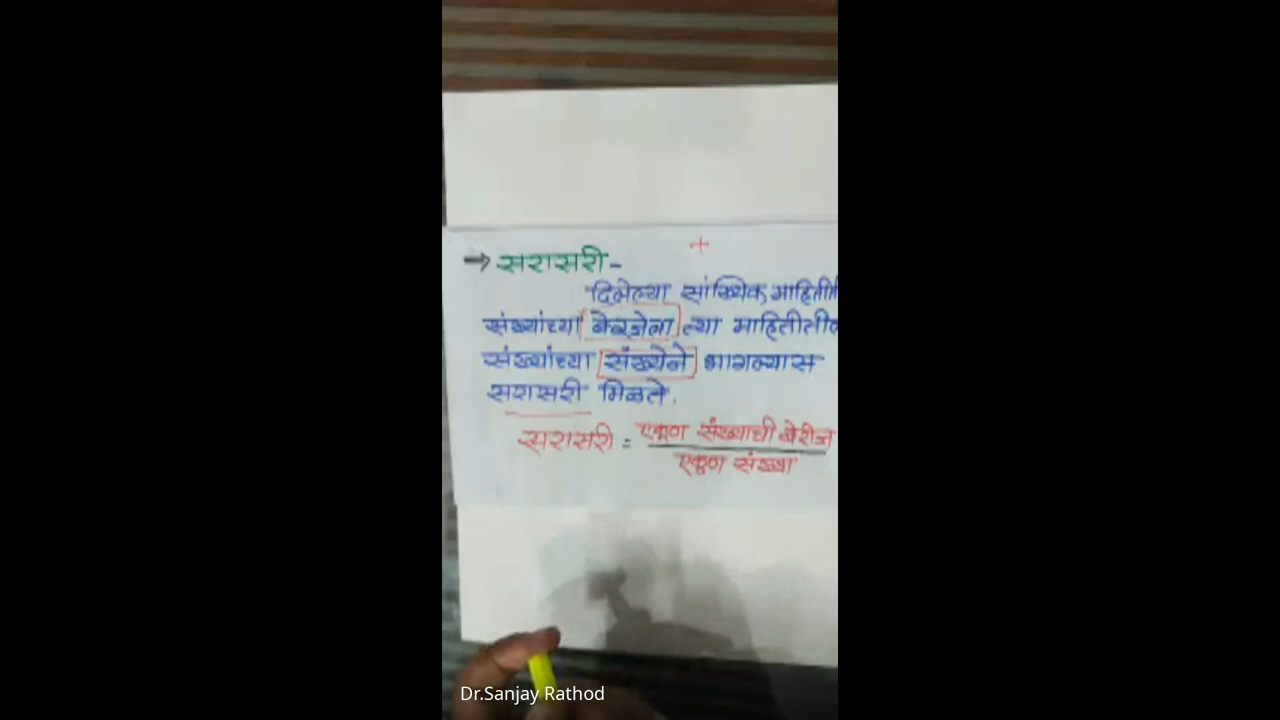 → सरासरी-
+
दिलेल्या सांख्यिक माहिती
संख्यांच्या बेरजेला त्या माहितीतील
संख्यांच्या संख्येने भागल्यास
सरासरी मिळते.
सरासरी = एकूण संख्याची बेरीज
एकूण संख्या
Dr.Sanjay Rathod